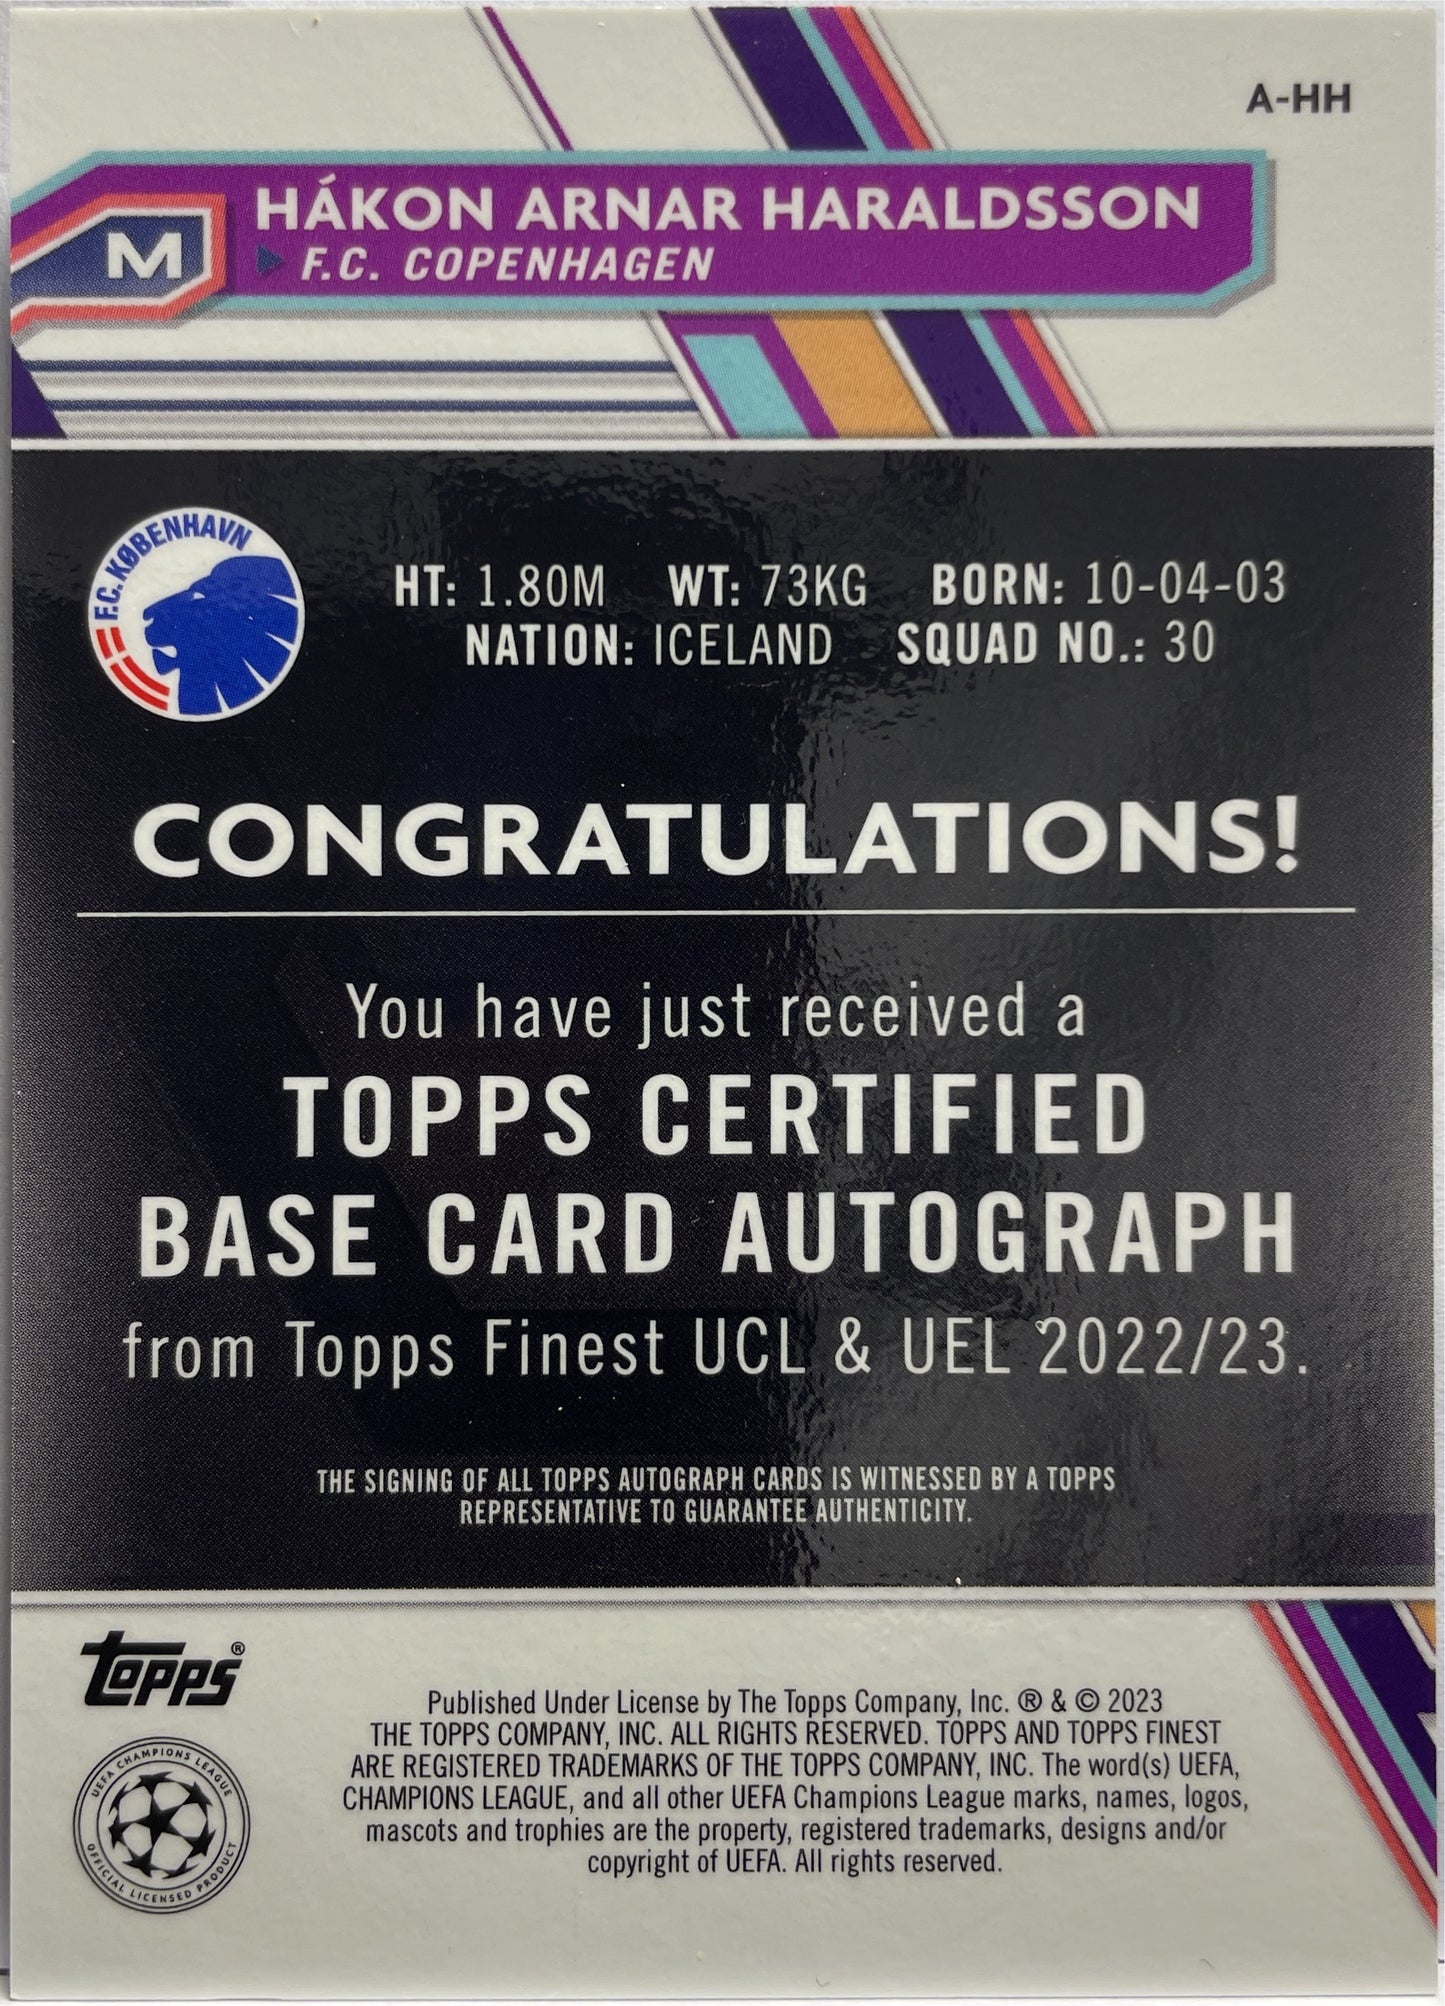 A-HH
M
HÁKON ARNAR HARALDSSON
F.C. COPENHAGEN
F.C. KØBENHAVN
HT: 1.80M WT: 73KG BORN: 10-04-03
NATION: ICELAND SQUAD NO.: 30
CONGRATULATIONS!
You have just received a
TOPPS CERTIFIED
BASE CARD AUTOGRAPH
from Topps Finest UCL & UEL 2022/23.
THE SIGNING OF ALL TOPPS AUTOGRAPH CARDS IS WITNESSED BY A TOPPS
REPRESENTATIVE TO GUARANTEE AUTHENTICITY.
Topps®
UEFA CHAMPIONS LEAGUE
OFFICIAL LICENSED PRODUCT
Published Under License by The Topps Company, Inc. ® & © 2023
THE TOPPS COMPANY, INC. ALL RIGHTS RESERVED. TOPPS AND TOPPS FINEST
ARE REGISTERED TRADEMARKS OF THE TOPPS COMPANY, INC. The word(s) UEFA,
CHAMPIONS LEAGUE, and all other UEFA Champions League marks, names, logos,
mascots and trophies are the property, registered trademarks, designs and/or
copyright of UEFA. All rights reserved.